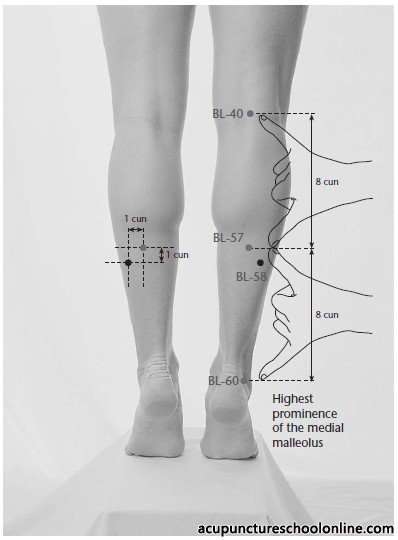 BL-40
8 cun
1 cun
BL-57
1 cun
BL-58
8 cun
BL-60
Highest
prominence
of the medial
malleolus
acupunctureschoolonline.com